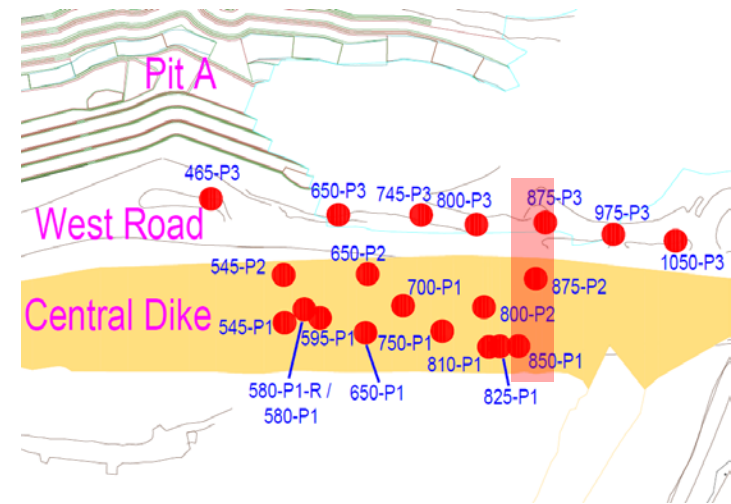 Pit A
465-P3
650-P3
745-P3
800-P3
875-P3
975-P3
1050-P3
West Road
545-P2
650-P2
875-P2
700-P1
800-P2
Central Dike
545-P1
595-P1
750-P1
810-P1
850-P1
580-P1-R /
580-P1
650-P1
825-P1